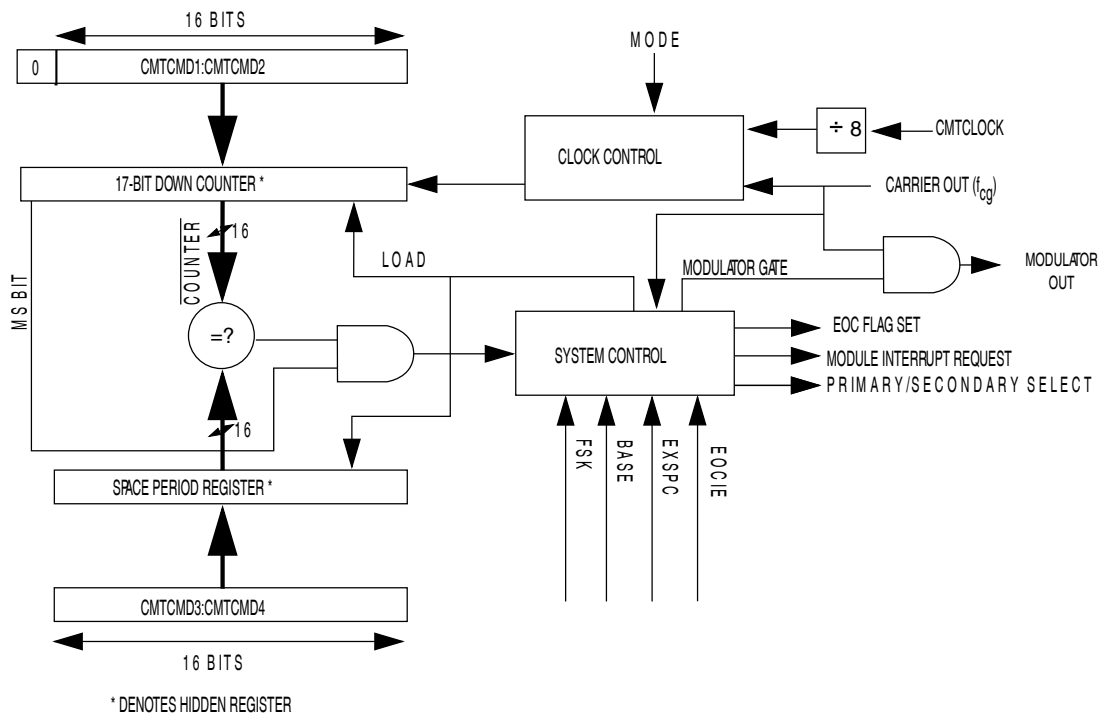 16 BITS
MODE
0
CMTCMD1:CMTCMD2
÷ 8
CMTCLOCK
CLOCK CONTROL
17-BIT DOWN COUNTER *
CARRIER OUT (fcg)
COUNTER
16
LOAD
MODULATOR GATE
MODULATOR
OUT
MS BIT
=?
EOC FLAG SET
SYSTEM CONTROL
MODULE INTERRUPT REQUEST
PRIMARY/SECONDARY SELECT
16
FSK
BASE
EXSPC
EOCIE
SPACE PERIOD REGISTER *
CMTCMD3:CMTCMD4
16 BITS
* DENOTES HIDDEN REGISTER